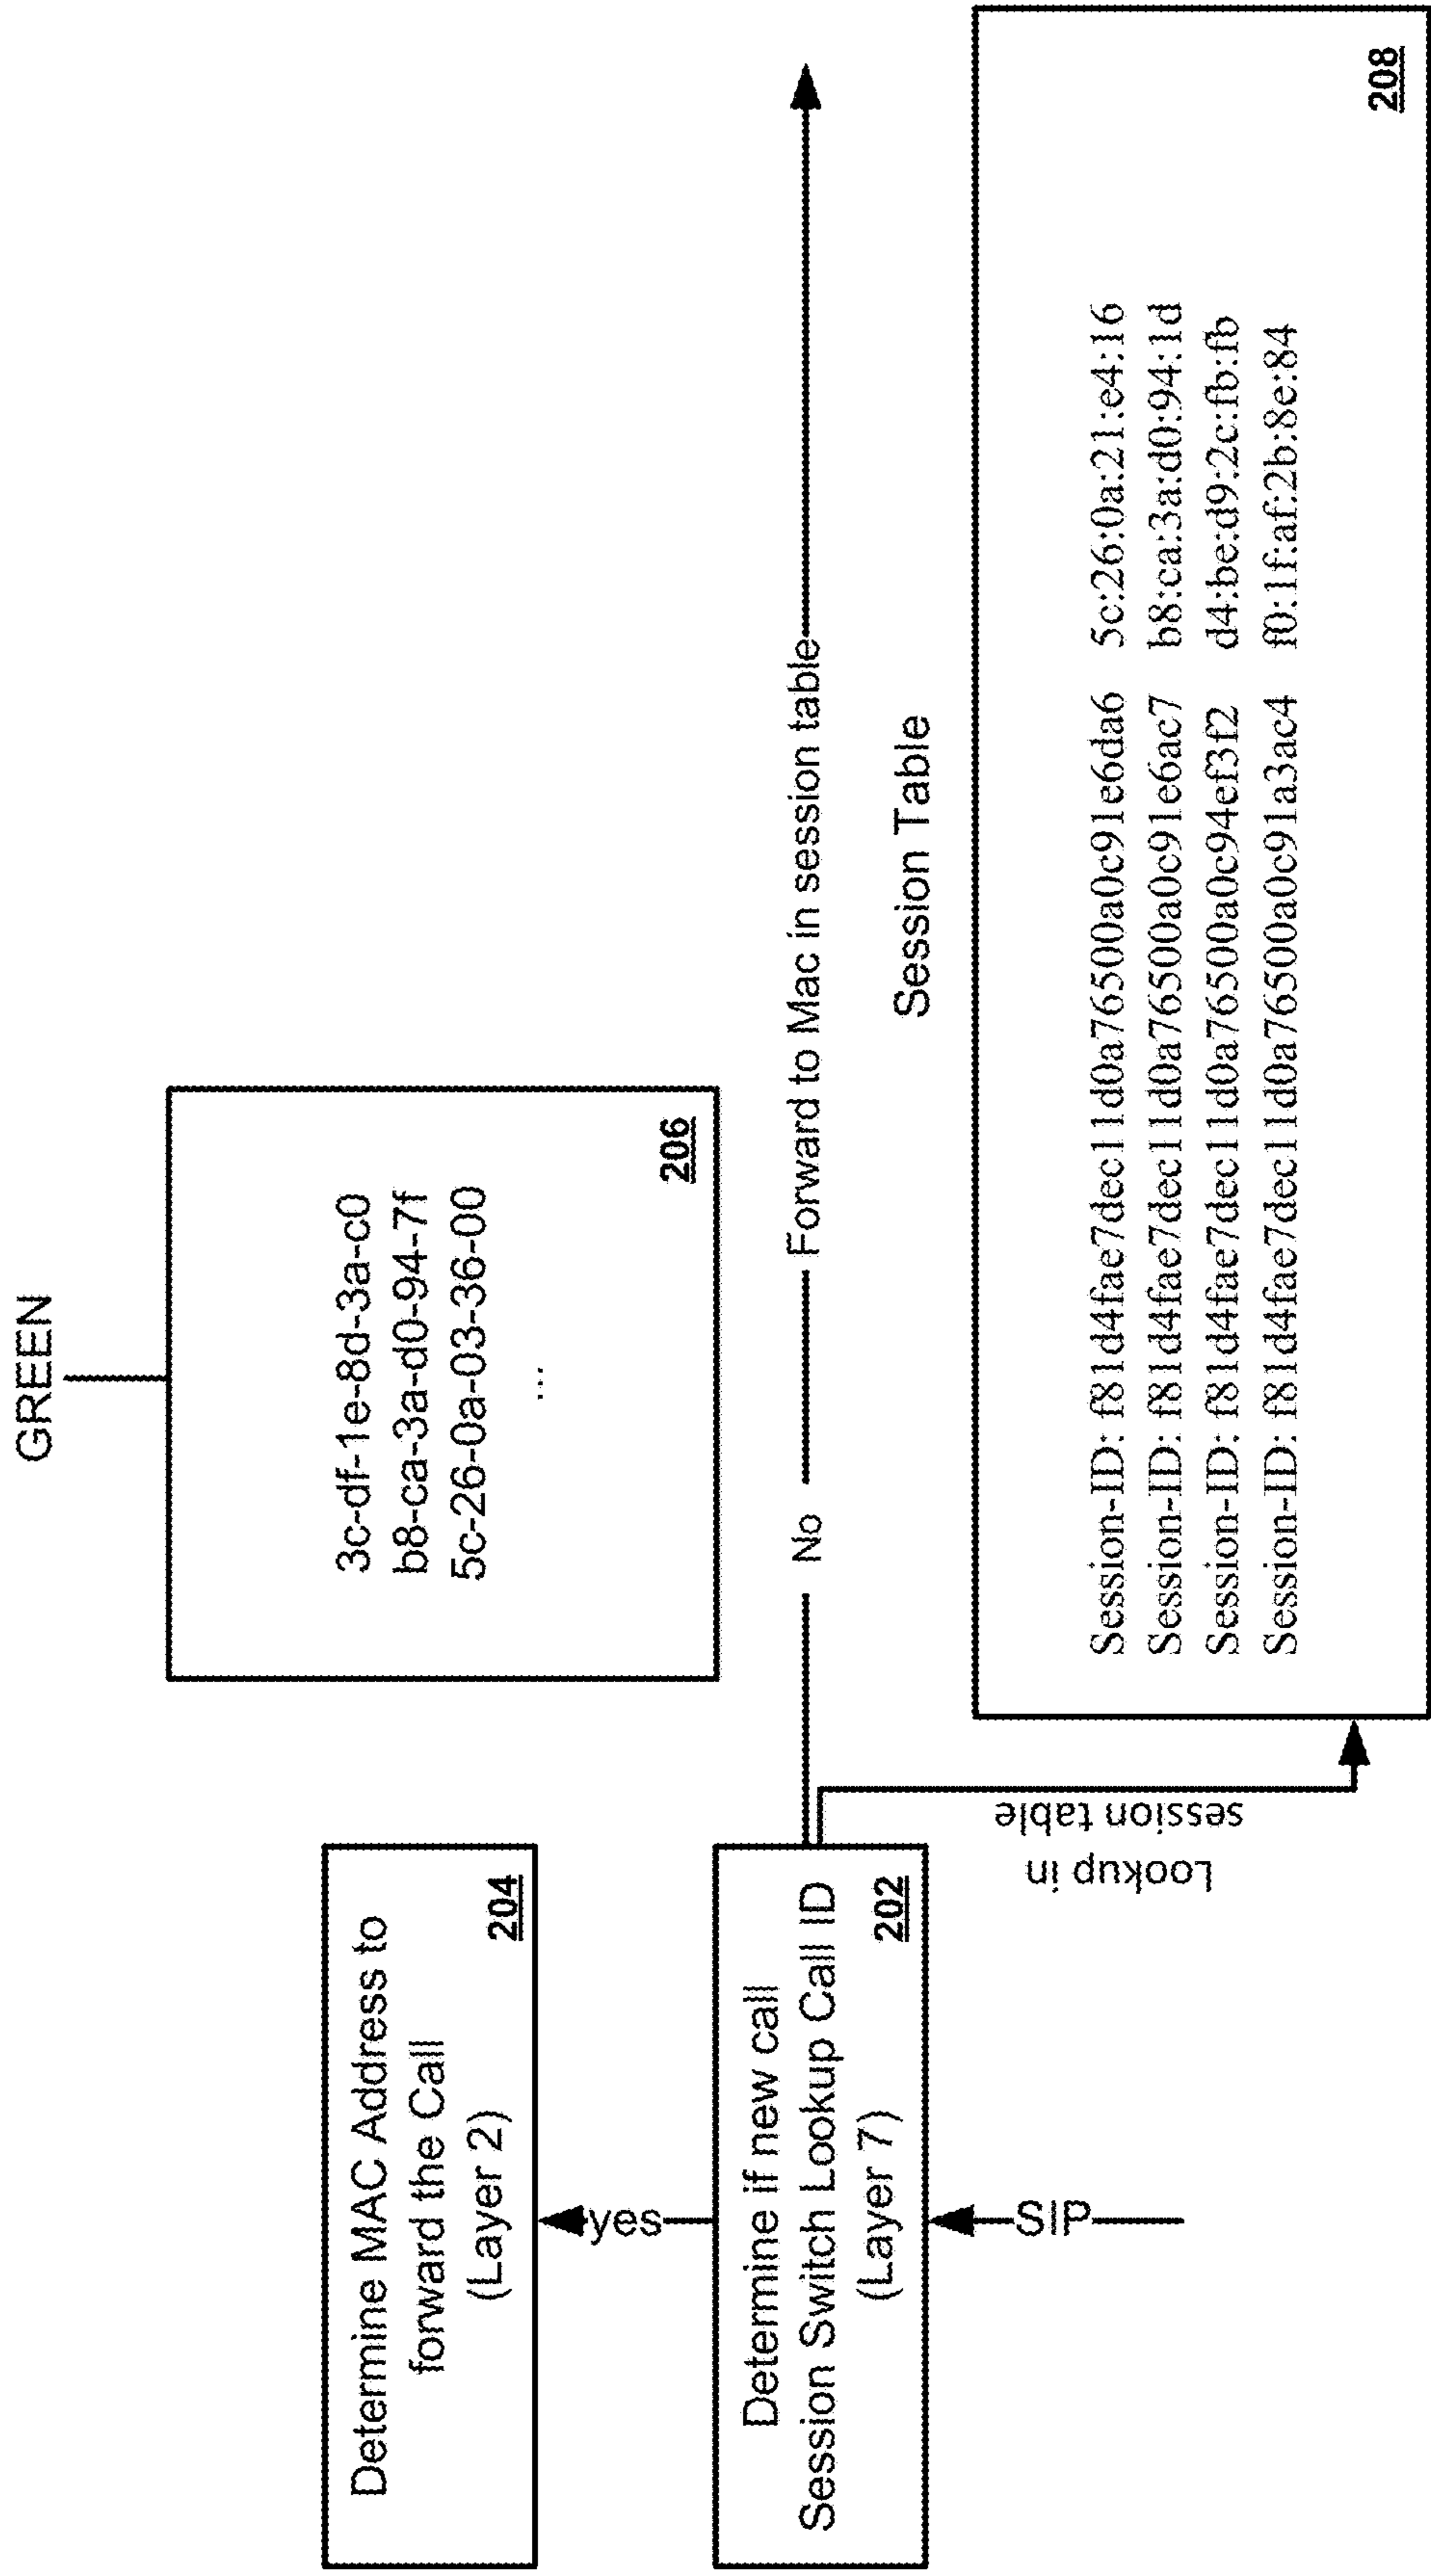 GREEN
3c-df-1e-8d-3a-c0
b8-ca-3a-d0-94-7f
5c-26-0a-03-36-00
...
206
Determine MAC Address to
forward the Call
(Layer 2)
204
yes
Determine if new call
Session Switch Lookup Call ID
(Layer 7)
202
SIP
No
Forward to Mac in session table
Lookup in
session table
Session Table
Session-ID: f81d4fae7dec11d0a76500a0c91e6da6 5c:26:0a:21:e4:16
Session-ID: f81d4fae7dec11d0a76500a0c91e6ac7 b8:ca:3a:d0:94:1d
Session-ID: f81d4fae7dec11d0a76500a0c94ef3f2 d4:be:d9:2c:fb:fb
Session-ID: f81d4fae7dec11d0a76500a0c91a3ac4 f0:1f:af:2b:8e:84
208